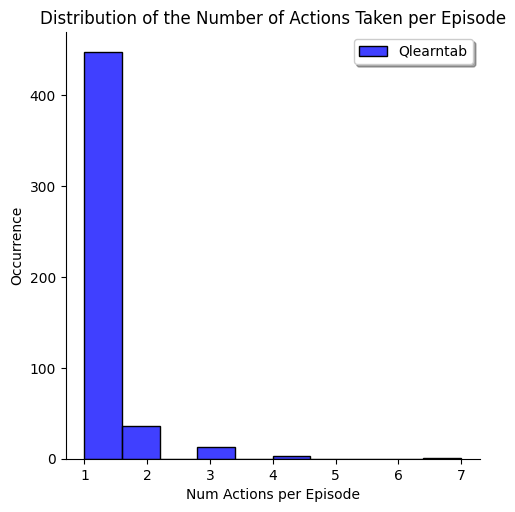 Distribution of the Number of Actions Taken per Episode
Qlearntab
400
300
200
100
0
Occurrence
1 2 3 4 5 6 7
Num Actions per Episode